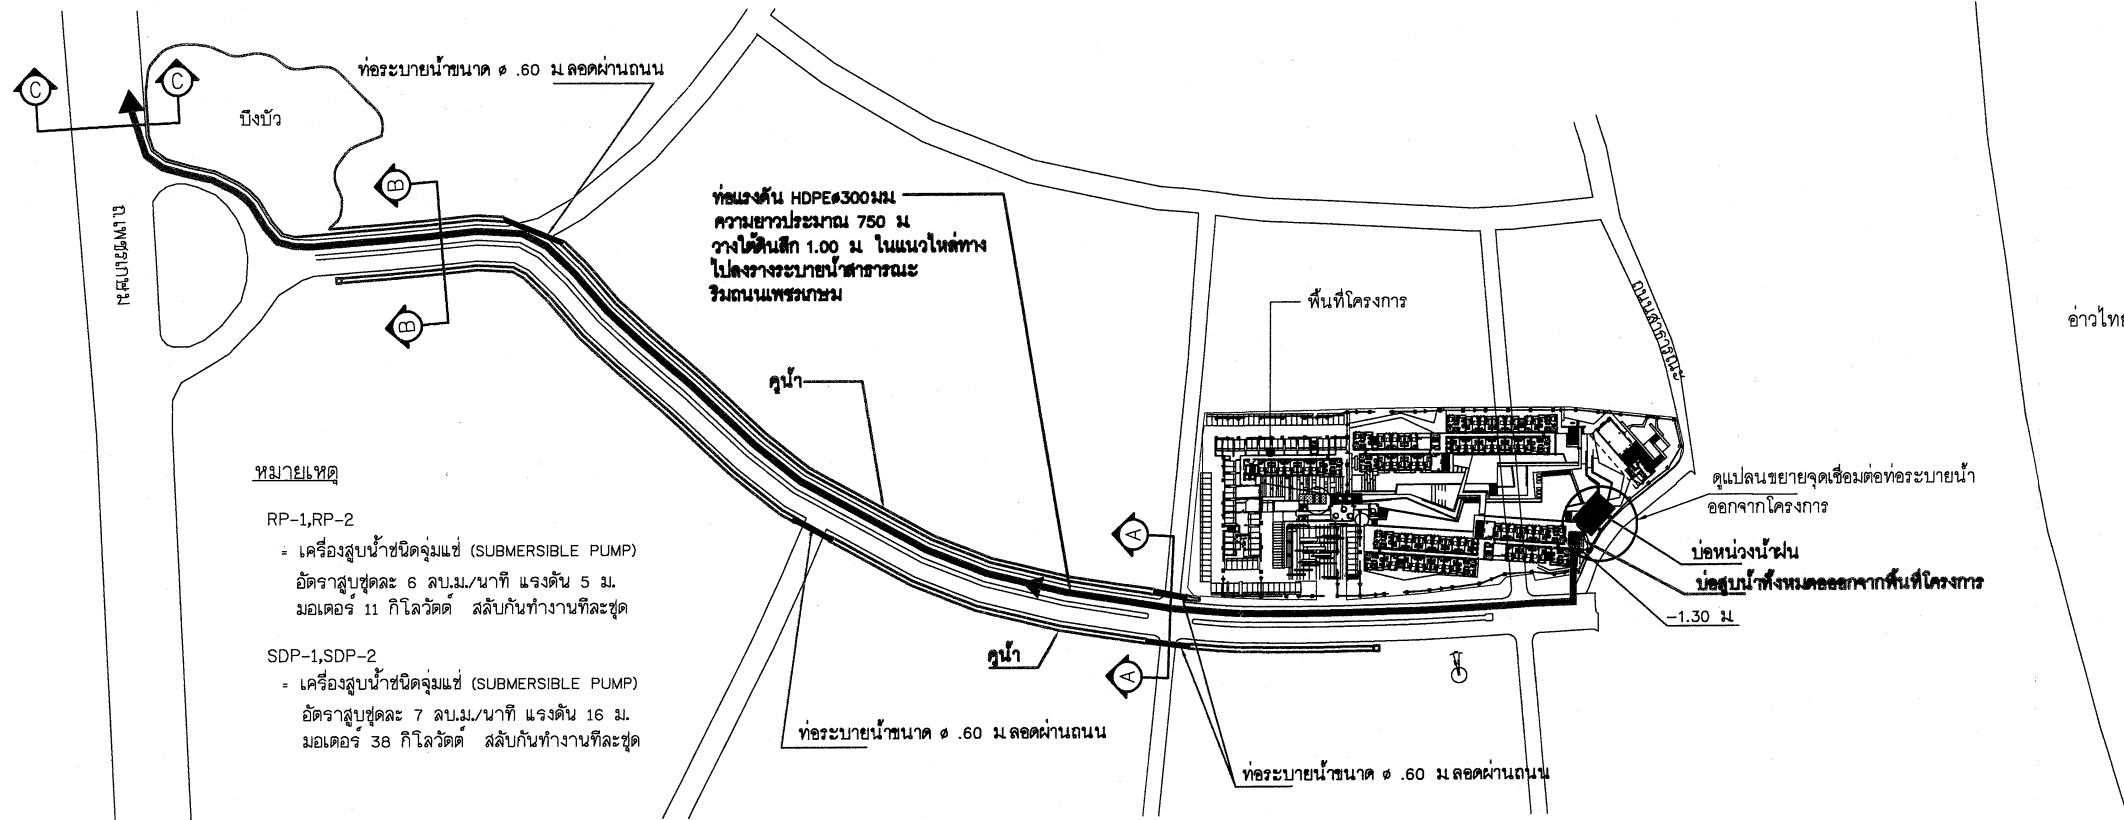 C
C
ท่อระบายน้ำขนาด ø .60 ม.ลอดผ่านถนน
บึงบัว
B
B
ถ.เพชรเกษม
ท่อแรงดัน HDPEø300มม
ความยาวประมาณ 750 ม
วางใต้ดินลึก 1.00 ม ในแนวไหล่ทาง
ไปลงรางระบายน้ำสาธารณะ
ริมถนนเพชรเกษม
พื้นที่โครงการ
ถนนสาธารณะ
อ่าวไทย
คูน้ำ
หมายเหตุ
RP-1,RP-2
= เครื่องสูบน้ำชนิดจุ่มแช่ (SUBMERSIBLE PUMP)
อัตราสูบชุดละ 6 ลบ.ม./นาที แรงดัน 5 ม.
มอเตอร์ 11 กิโลวัตต์ สลับกันทำงานทีละชุด
SDP-1,SDP-2
= เครื่องสูบน้ำชนิดจุ่มแช่ (SUBMERSIBLE PUMP)
อัตราสูบชุดละ 7 ลบ.ม./นาที แรงดัน 16 ม.
มอเตอร์ 38 กิโลวัตต์ สลับกันทำงานทีละชุด
ดูแปลนขยายจุดเชื่อมต่อท่อระบายน้ำ
ออกจากโครงการ
บ่อหน่วงน้ำฝน
บ่อสูบน้ำทั้งหมดออกจากพื้นที่โครงการ
-1.30 ม
A
A
คูน้ำ
ท่อระบายน้ำขนาด ø .60 ม.ลอดผ่านถนน
ท่อระบายน้ำขนาด ø .60 ม.ลอดผ่านถนน